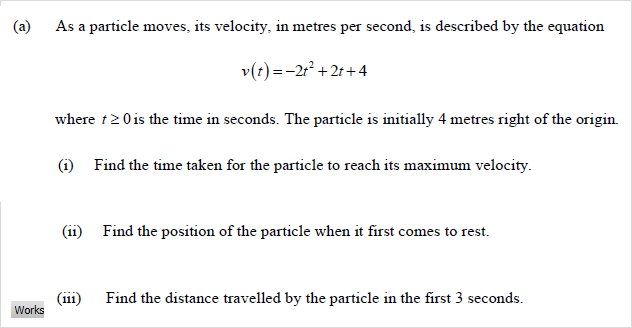 (a) As a particle moves, its velocity, in metres per second, is described by the equation
v(t) = −2t² + 2t + 4
where t ≥ 0 is the time in seconds. The particle is initially 4 metres right of the origin.
(i) Find the time taken for the particle to reach its maximum velocity.
(ii) Find the position of the particle when it first comes to rest.
(iii) Find the distance travelled by the particle in the first 3 seconds.
Works